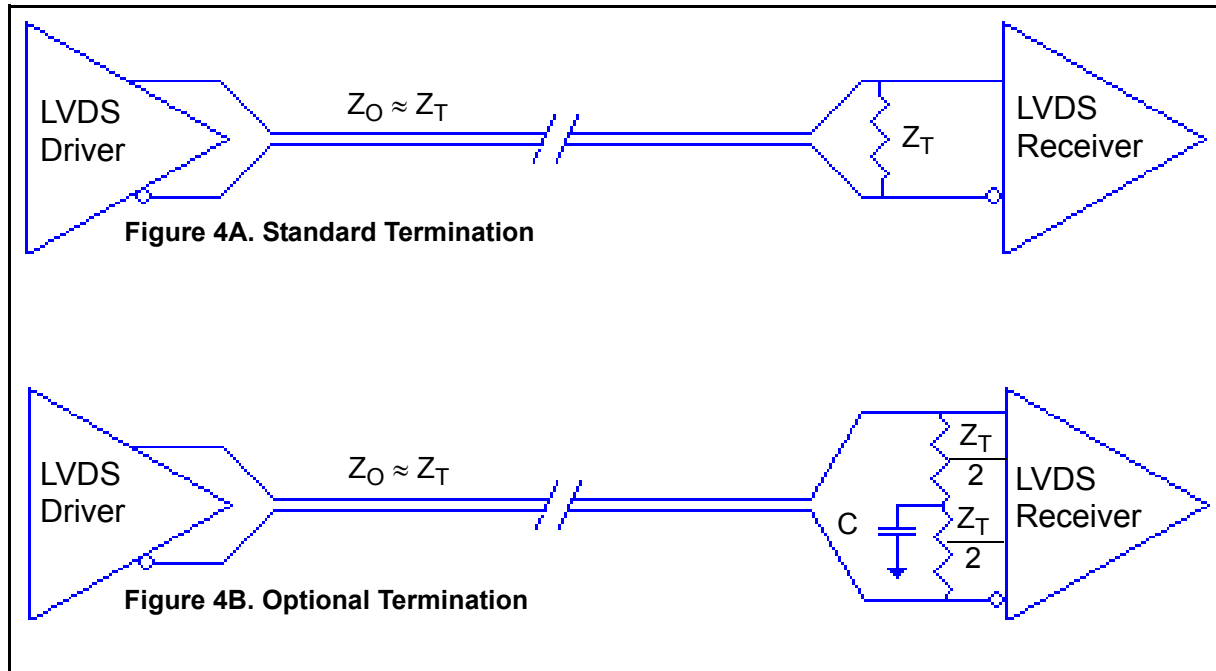 LVDS
Driver
Z_O ≈ Z_T
Z_T
LVDS
Receiver
Figure 4A. Standard Termination
LVDS
Driver
Z_O ≈ Z_T
C
Z_T
2
Z_T
2
LVDS
Receiver
Figure 4B. Optional Termination